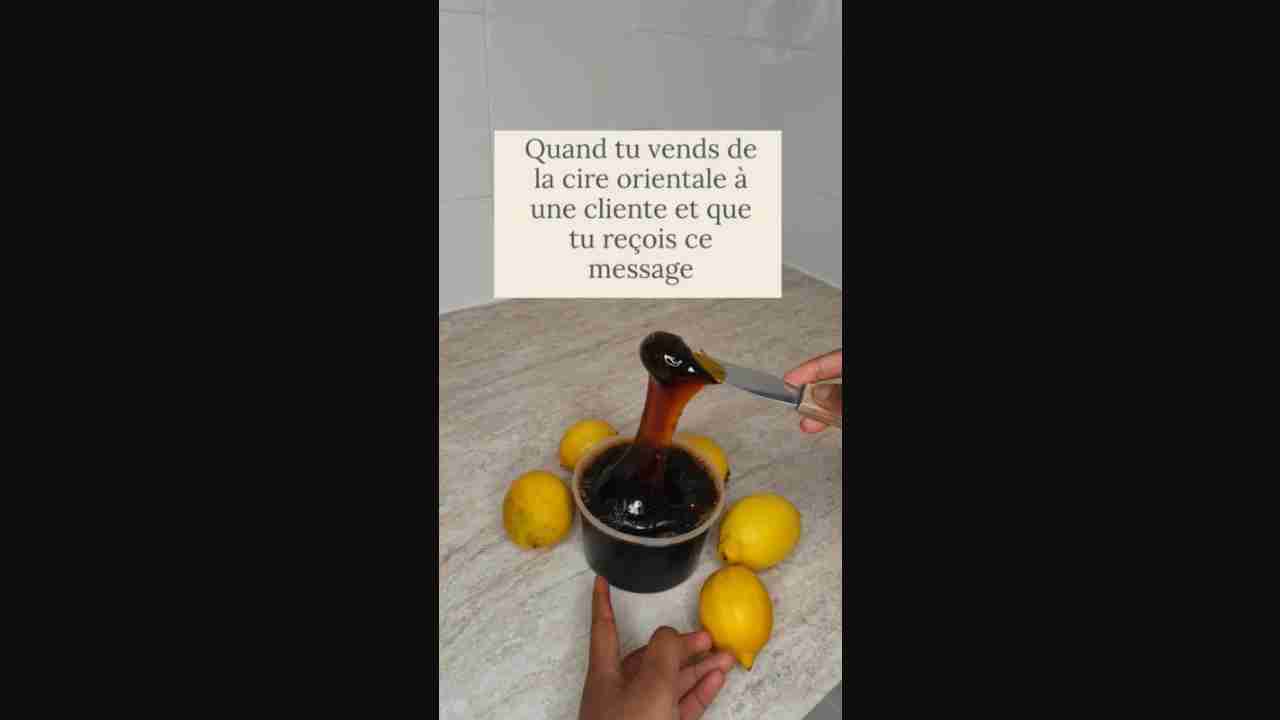 Quand tu vends de
la cire orientale à
une cliente et que
tu reçois ce
message